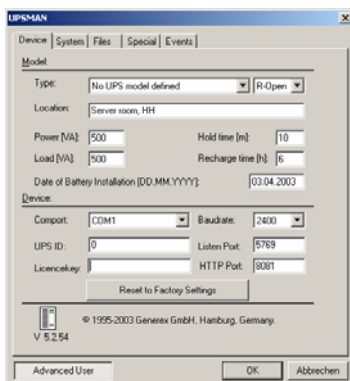 UPSMAN
Device System Files Special Events
Model:
Type: No UPS model defined R-Open
Location: Server room, HH
Power [VA]: 500 Hold time [m]: 10
Load [VA]: 500 Recharge time [h]: 6
Date of Battery Installation [DD.MM.YYYY]: 03.04.2003
Device:
Comport: COM1 Baudrate: 2400
UPS ID: 0 Listen Port: 5769
Licencekey: HTTP Port: 8081
Reset to Factory Settings
© 1995-2003 Generex GmbH, Hamburg, Germany.
V 5.2.54
Advanced User OK Abbrechen